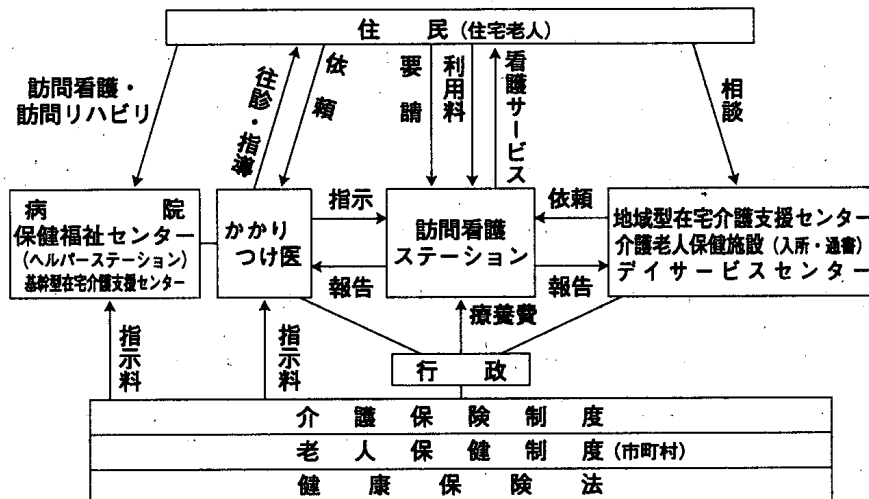 住民(住宅老人)
訪問看護・
訪問リハビリ
往診・指導
依頼
要請
利用料
看護サービス
相談
病院
保健福祉センター
(ヘルパーステーション)
基幹型在宅介護支援センター
かかり
つけ医
指示
報告
訪問看護
ステーション
依頼
報告
地域型在宅介護支援センター
介護老人保健施設(入所・通書)
デイサービスセンター
指示料
指示料
療養費
行政
介護保険制度
老人保健制度(市町村)
健康保険法